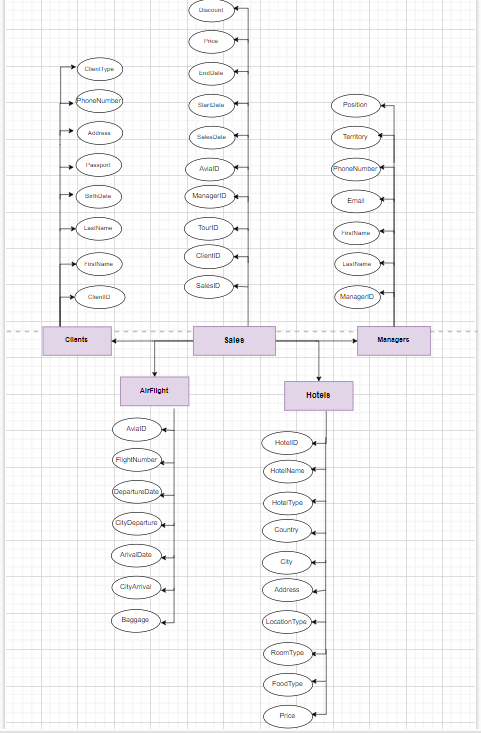 Discount
Price
EndDate
StartDate
SalesDate
AviaID
ManagerID
TourID
ClientID
SalesID
ClientType
PhoneNumber
Address
Passport
BirthDate
LastName
FirstName
ClientID
Position
Territory
PhoneNumber
Email
FirstName
LastName
ManagerID
Clients
Sales
Managers
AirFlight
Hotels
AviaID
FlightNumber
DepartureDate
CityDeparture
ArivalDate
CityArrival
Baggage
HotelID
HotelName
HotelType
Country
City
Address
LocationType
RoomType
FoodType
Price